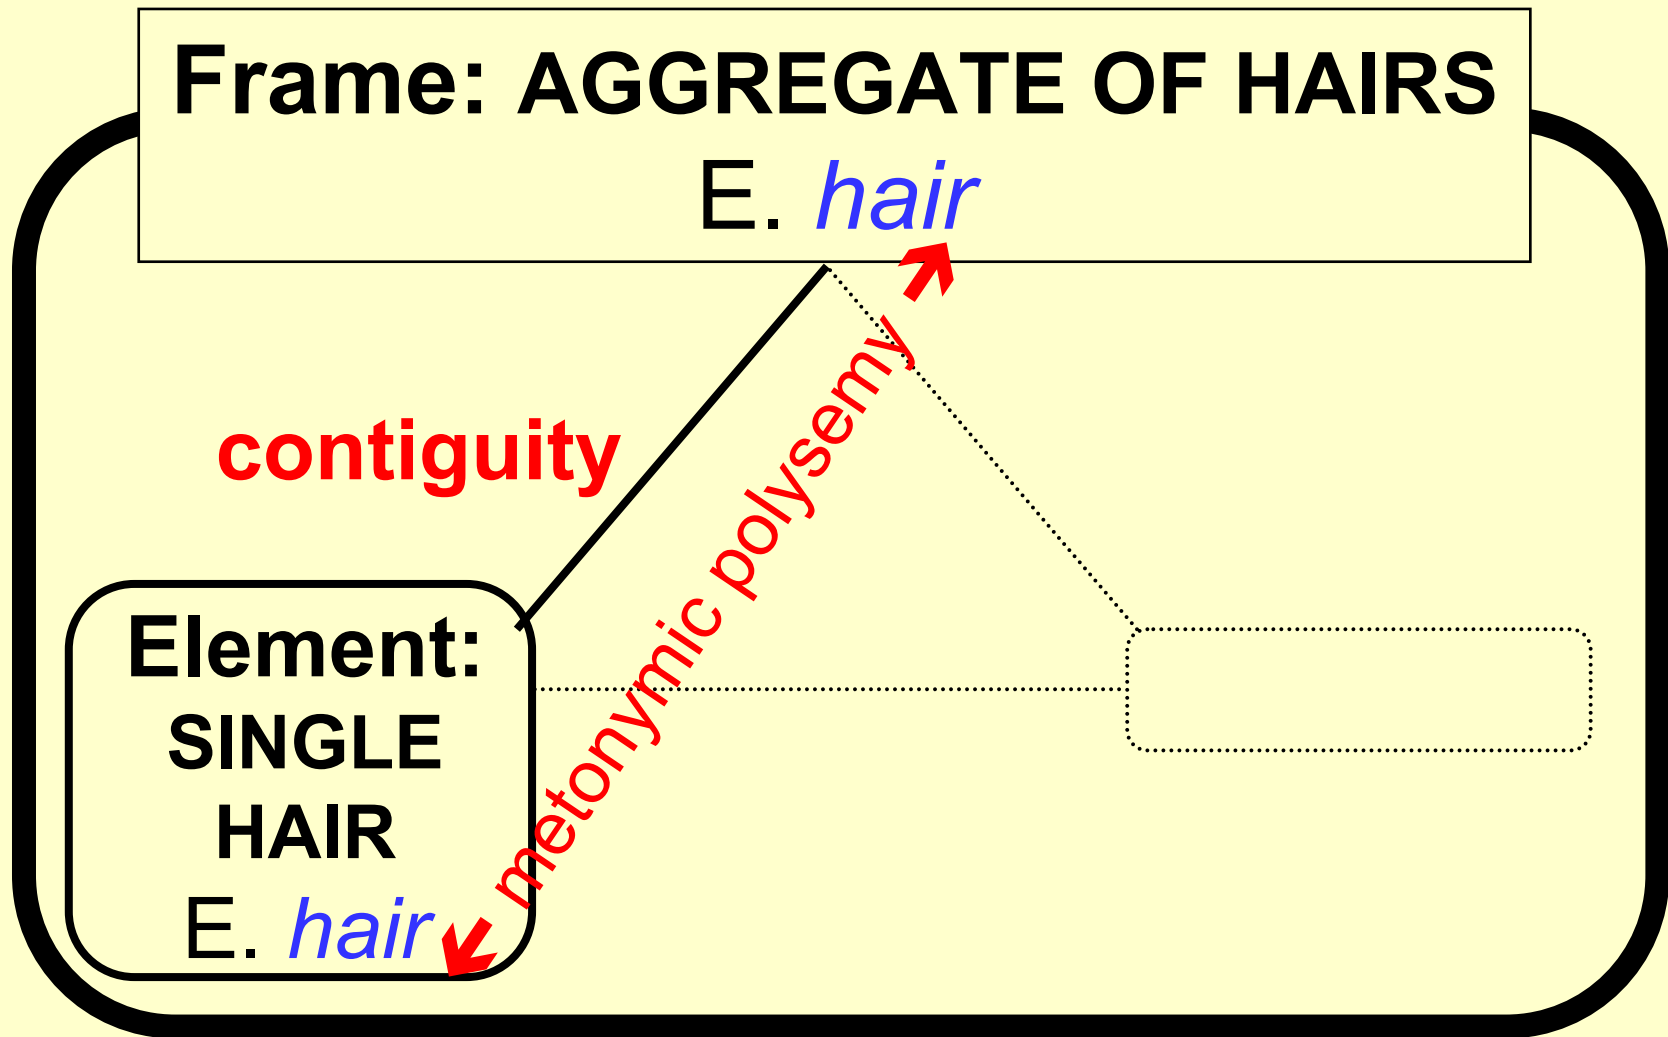 Frame: AGGREGATE OF HAIRS
E. hair
contiguity
metonymic polysemy
Element:
SINGLE
HAIR
E. hair